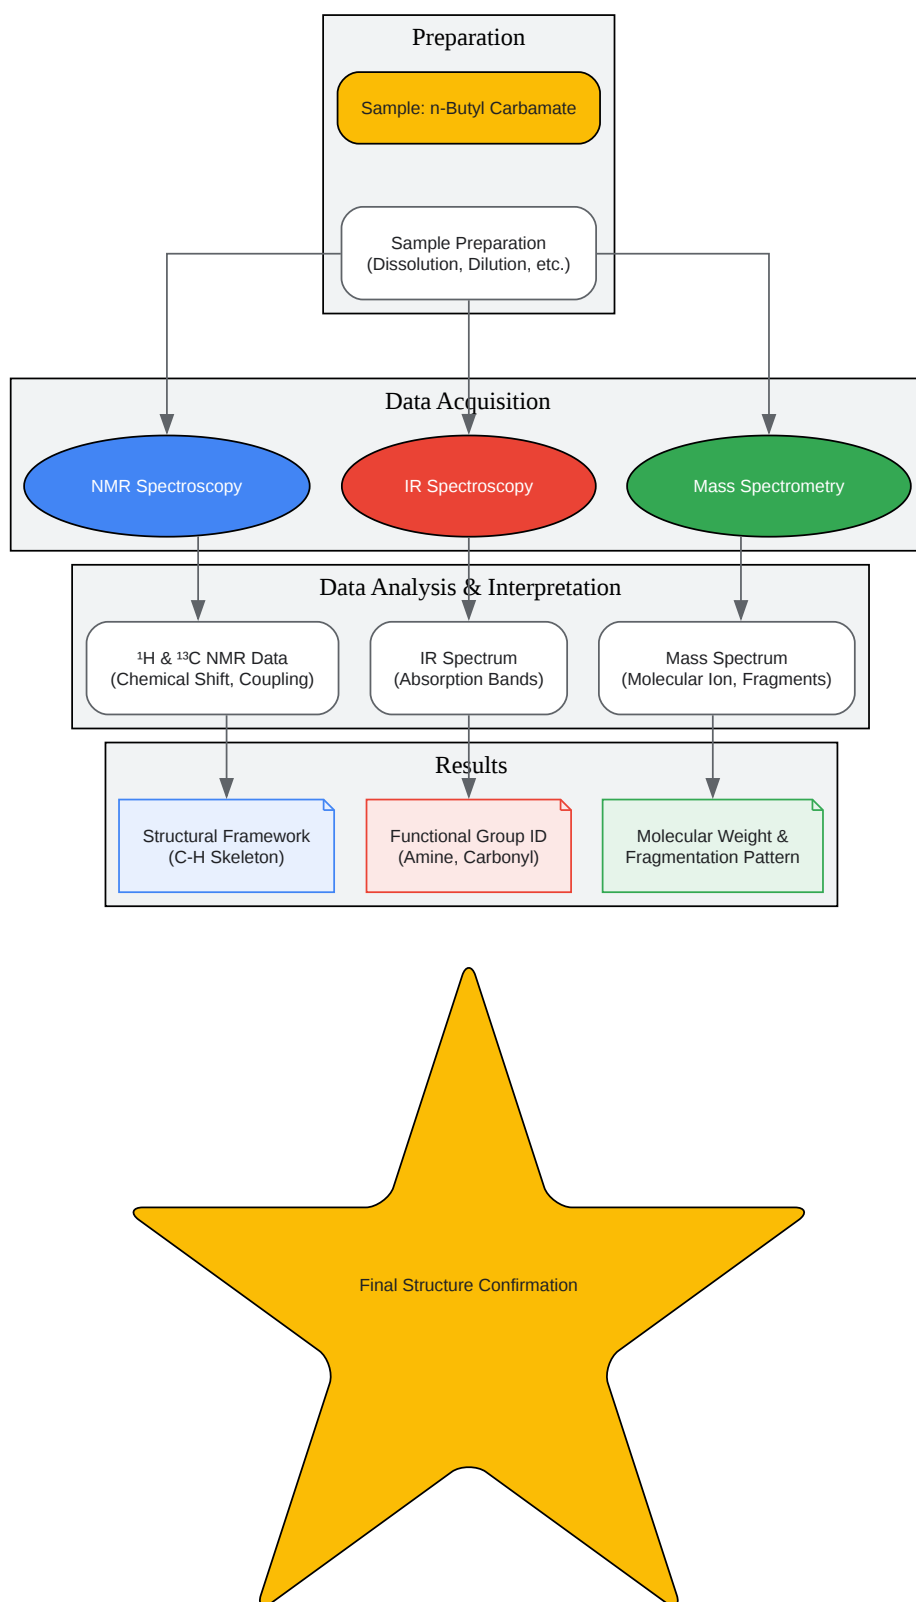 Preparation
Sample: n-Butyl Carbamate
Sample Preparation
(Dissolution, Dilution, etc.)
Data Acquisition
NMR Spectroscopy
IR Spectroscopy
Mass Spectrometry
Data Analysis & Interpretation
¹H & ¹³C NMR Data
(Chemical Shift, Coupling)
IR Spectrum
(Absorption Bands)
Mass Spectrum
(Molecular Ion, Fragments)
Results
Structural Framework
(C-H Skeleton)
Functional Group ID
(Amine, Carbonyl)
Molecular Weight &
Fragmentation Pattern
Final Structure Confirmation